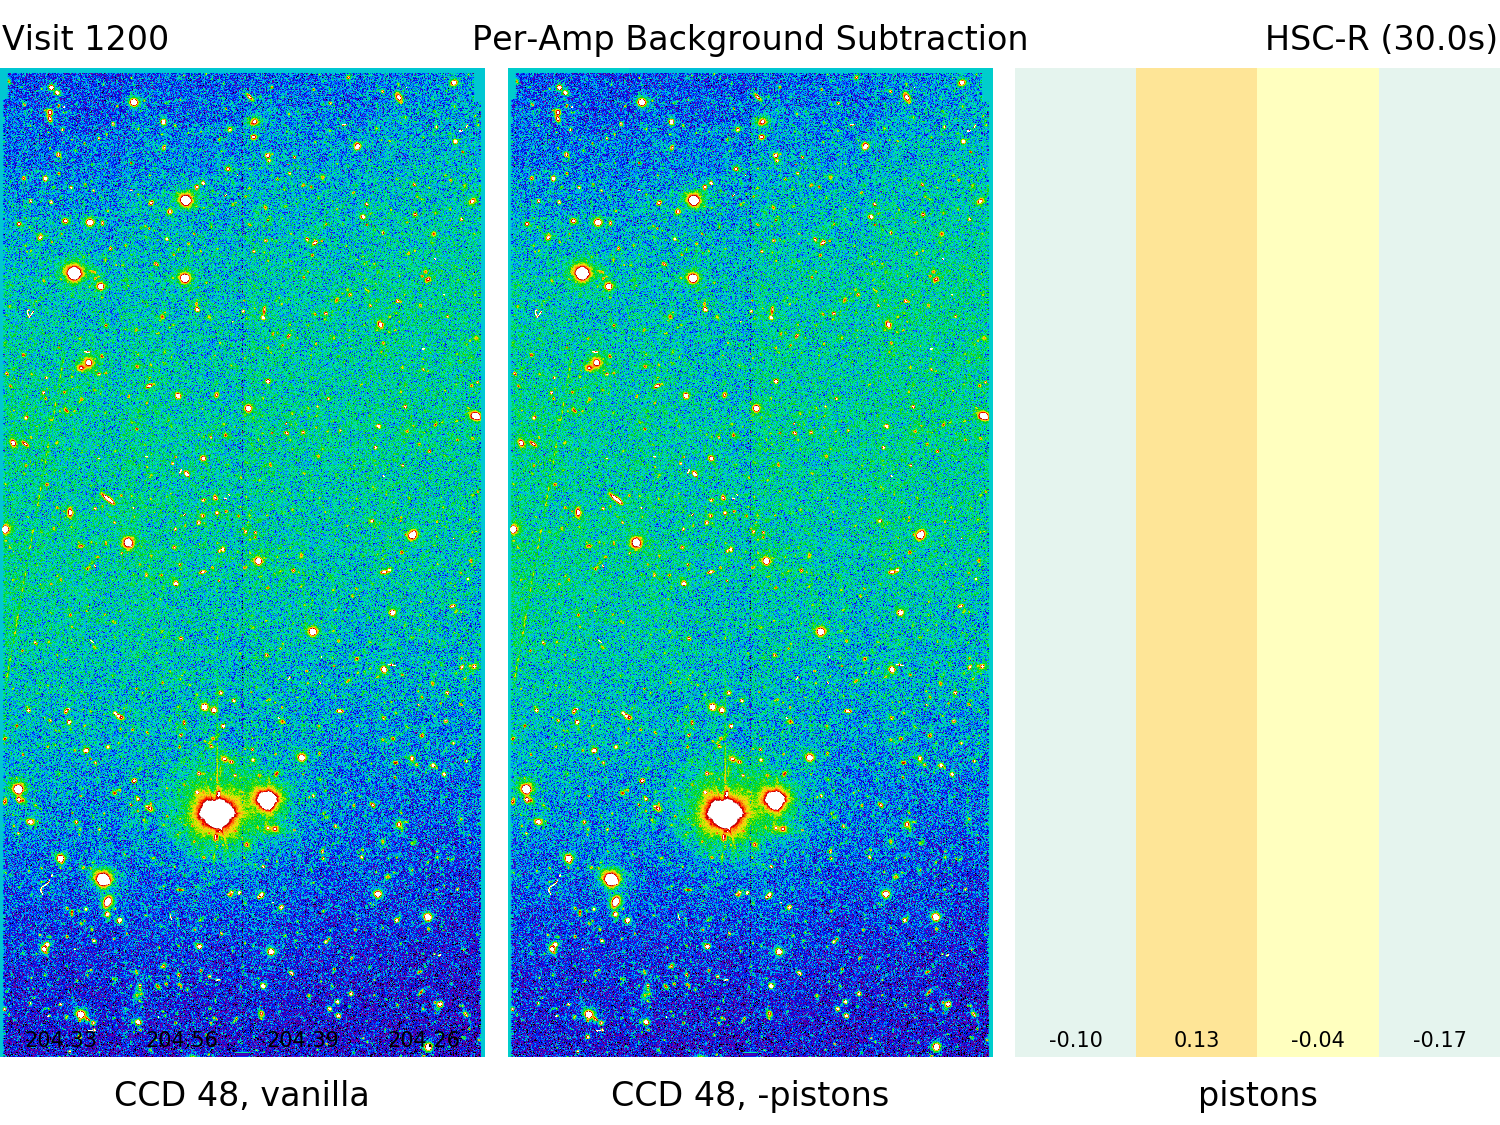 Visit 1200 Per-Amp Background Subtraction HSC-R (30.0s)
204.33 204.56 204.39 204.26 -0.10 0.13 -0.04 -0.17
CCD 48, vanilla CCD 48, -pistons pistons